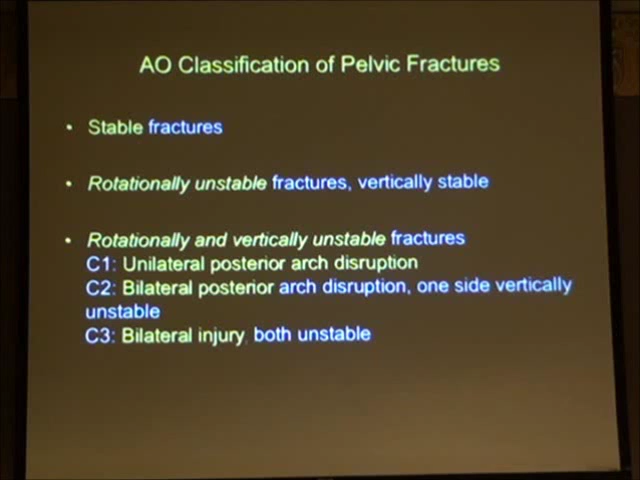 AO Classification of Pelvic Fractures
• Stable fractures
• Rotationally unstable fractures, vertically stable
• Rotationally and vertically unstable fractures
C1: Unilateral posterior arch disruption
C2: Bilateral posterior arch disruption, one side vertically
unstable
C3: Bilateral injury, both unstable